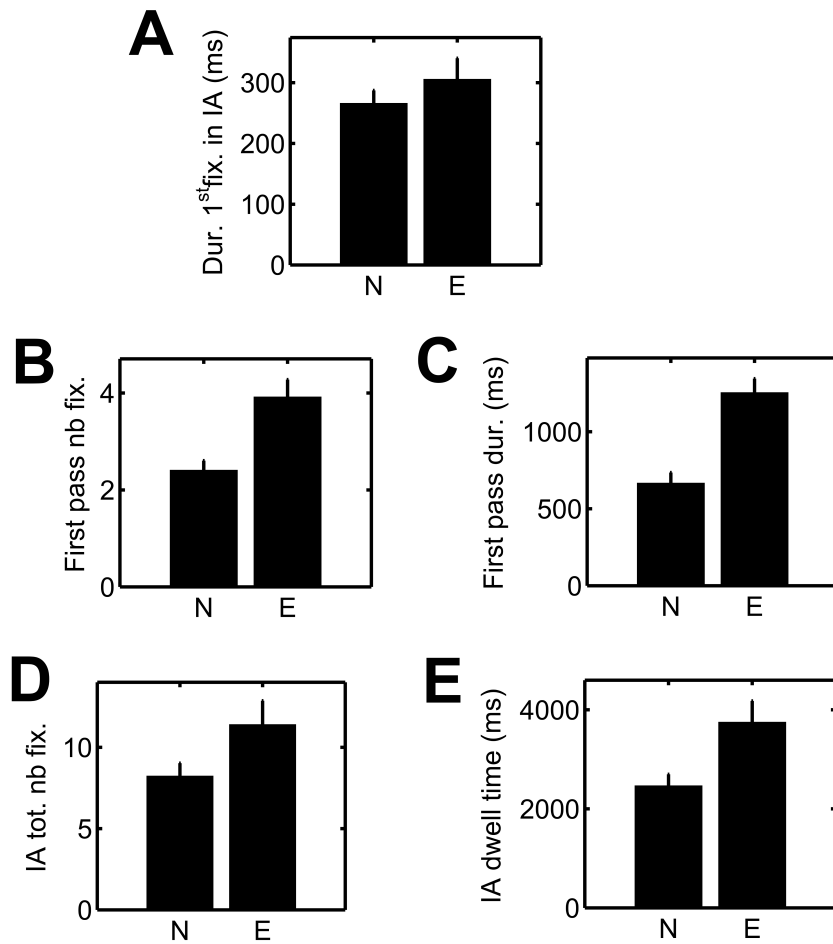 A
Dur. 1st fix. in IA (ms)
300
200
100
0
N E
B
First pass nb fix.
4
2
0
N E
C
First pass dur. (ms)
1000
500
0
N E
D
IA tot. nb fix.
10
5
0
N E
E
IA dwell time (ms)
4000
2000
0
N E